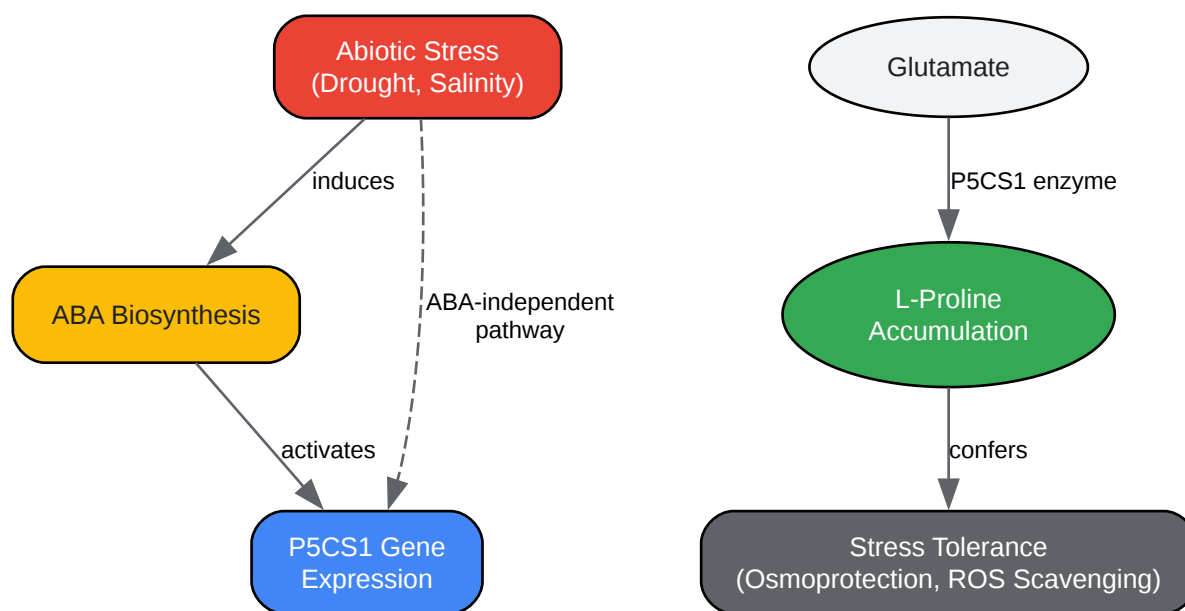 Abiotic Stress
(Drought, Salinity)
induces
ABA Biosynthesis
ABA-independent
pathway
activates
P5CS1 Gene
Expression
Glutamate
P5CS1 enzyme
L-Proline
Accumulation
confers
Stress Tolerance
(Osmoprotection, ROS Scavenging)